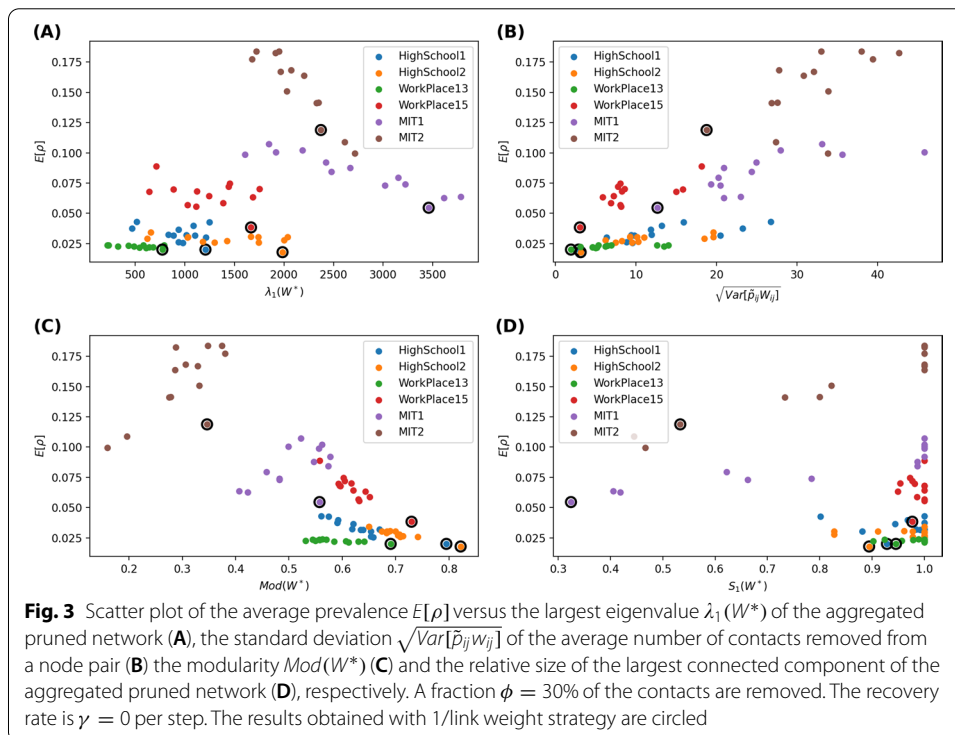 (A)
0.175
0.150
0.125
0.100
0.075
0.050
0.025
E[ρ]
500 1000 1500 2000 2500 3000 3500
λ₁(W*)
HighSchool1
HighSchool2
WorkPlace13
WorkPlace15
MIT1
MIT2
(B)
0.175
0.150
0.125
0.100
0.075
0.050
0.025
E[ρ]
0 10 20 30 40
√Var[p̃ᵢⱼWᵢⱼ]
HighSchool1
HighSchool2
WorkPlace13
WorkPlace15
MIT1
MIT2
(C)
0.175
0.150
0.125
0.100
0.075
0.050
0.025
E[ρ]
0.2 0.3 0.4 0.5 0.6 0.7 0.8
Mod(W*)
HighSchool1
HighSchool2
WorkPlace13
WorkPlace15
MIT1
MIT2
(D)
0.175
0.150
0.125
0.100
0.075
0.050
0.025
E[ρ]
0.3 0.4 0.5 0.6 0.7 0.8 0.9 1.0
S₁(W*)
HighSchool1
HighSchool2
WorkPlace13
WorkPlace15
MIT1
MIT2
Fig. 3 Scatter plot of the average prevalence E[ρ] versus the largest eigenvalue λ₁(W*) of the aggregated
pruned network (A), the standard deviation √Var[p̃ᵢⱼwᵢⱼ] of the average number of contacts removed from
a node pair (B) the modularity Mod(W*) (C) and the relative size of the largest connected component of the
aggregated pruned network (D), respectively. A fraction ϕ = 30% of the contacts are removed. The recovery
rate is γ = 0 per step. The results obtained with 1/link weight strategy are circled